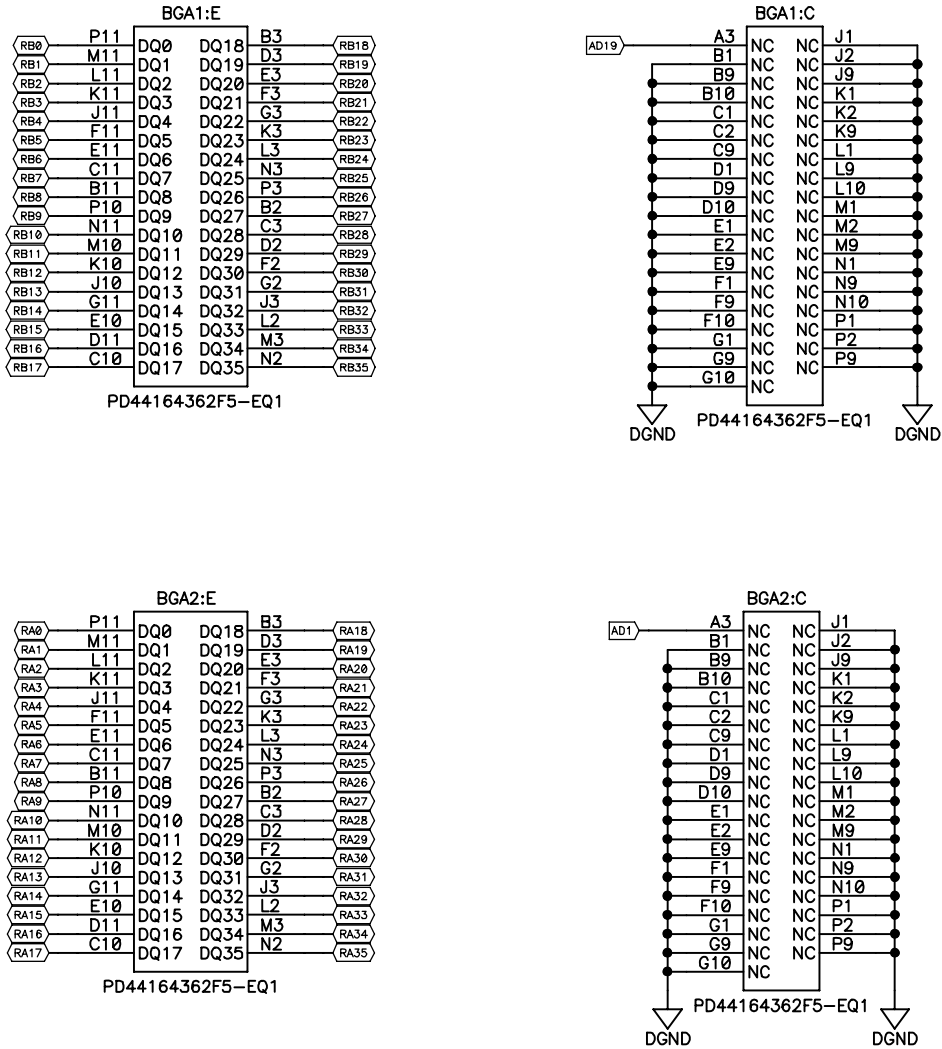 BGA1:E
RB0 P11 DQ0 DQ18 B3 RB18
RB1 M11 DQ1 DQ19 D3 RB19
RB2 L11 DQ2 DQ20 E3 RB20
RB3 K11 DQ3 DQ21 F3 RB21
RB4 J11 DQ4 DQ22 G3 RB22
RB5 F11 DQ5 DQ23 K3 RB23
RB6 E11 DQ6 DQ24 L3 RB24
RB7 C11 DQ7 DQ25 N3 RB25
RB8 B11 DQ8 DQ26 P3 RB26
RB9 P10 DQ9 DQ27 B2 RB27
RB10 N11 DQ10 DQ28 C3 RB28
RB11 M10 DQ11 DQ29 D2 RB29
RB12 K10 DQ12 DQ30 F2 RB30
RB13 J10 DQ13 DQ31 G2 RB31
RB14 G11 DQ14 DQ32 J3 RB32
RB15 E10 DQ15 DQ33 L2 RB33
RB16 D11 DQ16 DQ34 M3 RB34
RB17 C10 DQ17 DQ35 N2 RB35
PD44164362F5-EQ1
BGA1:C
AD19 A3 NC NC J1
B1 NC NC J2
B9 NC NC J9
B10 NC NC K1
C1 NC NC K2
C2 NC NC K9
C9 NC NC L1
D1 NC NC L9
D9 NC NC L10
D10 NC NC M1
E1 NC NC M2
E2 NC NC M9
E9 NC NC N1
F1 NC NC N9
F9 NC NC N10
F10 NC NC P1
G1 NC NC P2
G9 NC NC P9
G10 NC
PD44164362F5-EQ1
DGND DGND
BGA2:E
RA0 P11 DQ0 DQ18 B3 RA18
RA1 M11 DQ1 DQ19 D3 RA19
RA2 L11 DQ2 DQ20 E3 RA20
RA3 K11 DQ3 DQ21 F3 RA21
RA4 J11 DQ4 DQ22 G3 RA22
RA5 F11 DQ5 DQ23 K3 RA23
RA6 E11 DQ6 DQ24 L3 RA24
RA7 C11 DQ7 DQ25 N3 RA25
RA8 B11 DQ8 DQ26 P3 RA26
RA9 P10 DQ9 DQ27 B2 RA27
RA10 N11 DQ10 DQ28 C3 RA28
RA11 M10 DQ11 DQ29 D2 RA29
RA12 K10 DQ12 DQ30 F2 RA30
RA13 J10 DQ13 DQ31 G2 RA31
RA14 G11 DQ14 DQ32 J3 RA32
RA15 E10 DQ15 DQ33 L2 RA33
RA16 D11 DQ16 DQ34 M3 RA34
RA17 C10 DQ17 DQ35 N2 RA35
PD44164362F5-EQ1
BGA2:C
AD1 A3 NC NC J1
B1 NC NC J2
B9 NC NC J9
B10 NC NC K1
C1 NC NC K2
C2 NC NC K9
C9 NC NC L1
D1 NC NC L9
D9 NC NC L10
D10 NC NC M1
E1 NC NC M2
E2 NC NC M9
E9 NC NC N1
F1 NC NC N9
F9 NC NC N10
F10 NC NC P1
G1 NC NC P2
G9 NC NC P9
G10 NC
PD44164362F5-EQ1
DGND DGND